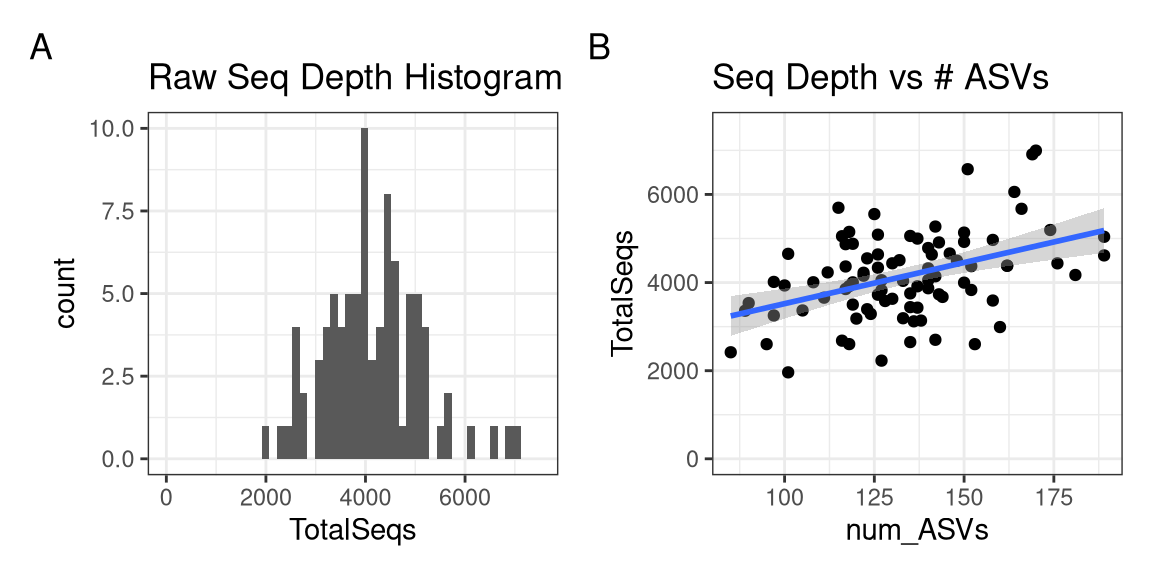 A
Raw Seq Depth Histogram
count
10.0
7.5
5.0
2.5
0.0
0
2000
4000
6000
TotalSeqs
B
Seq Depth vs # ASVs
TotalSeqs
6000
4000
2000
0
100
125
150
175
num_ASVs